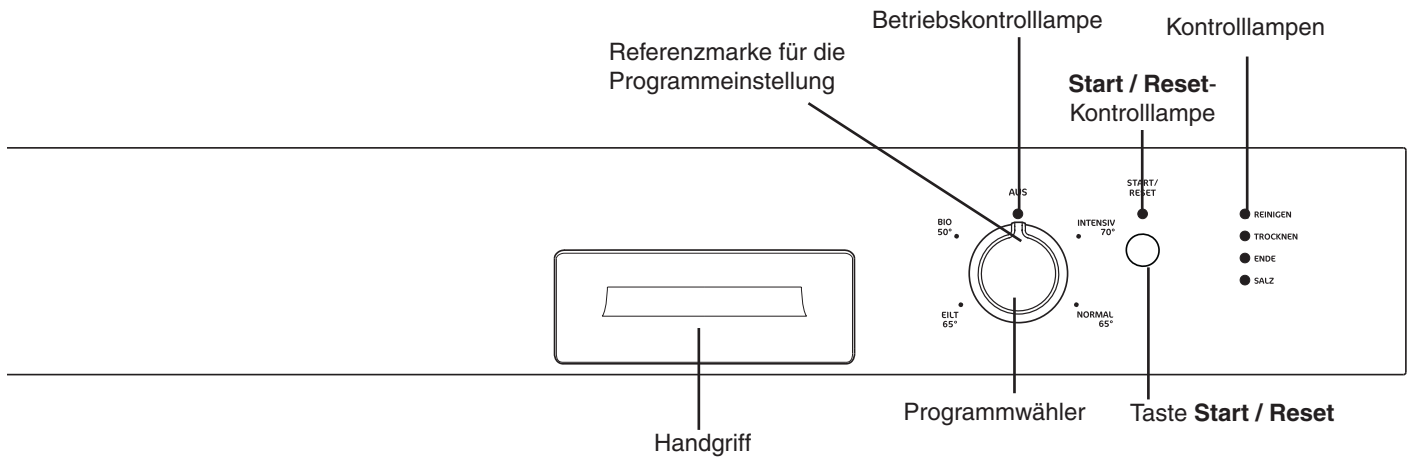 Betriebskontrolllampe
Kontrolllampen
Referenzmarke für die
Programmeinstellung
Start / Reset-
Kontrolllampe
AUS
START/
RESET
BIO
50°
INTENSIV
70°
REINIGEN
TROCKNEN
ENDE
SALZ
EILT
65°
NORMAL
65°
Programmwähler
Taste Start / Reset
Handgriff